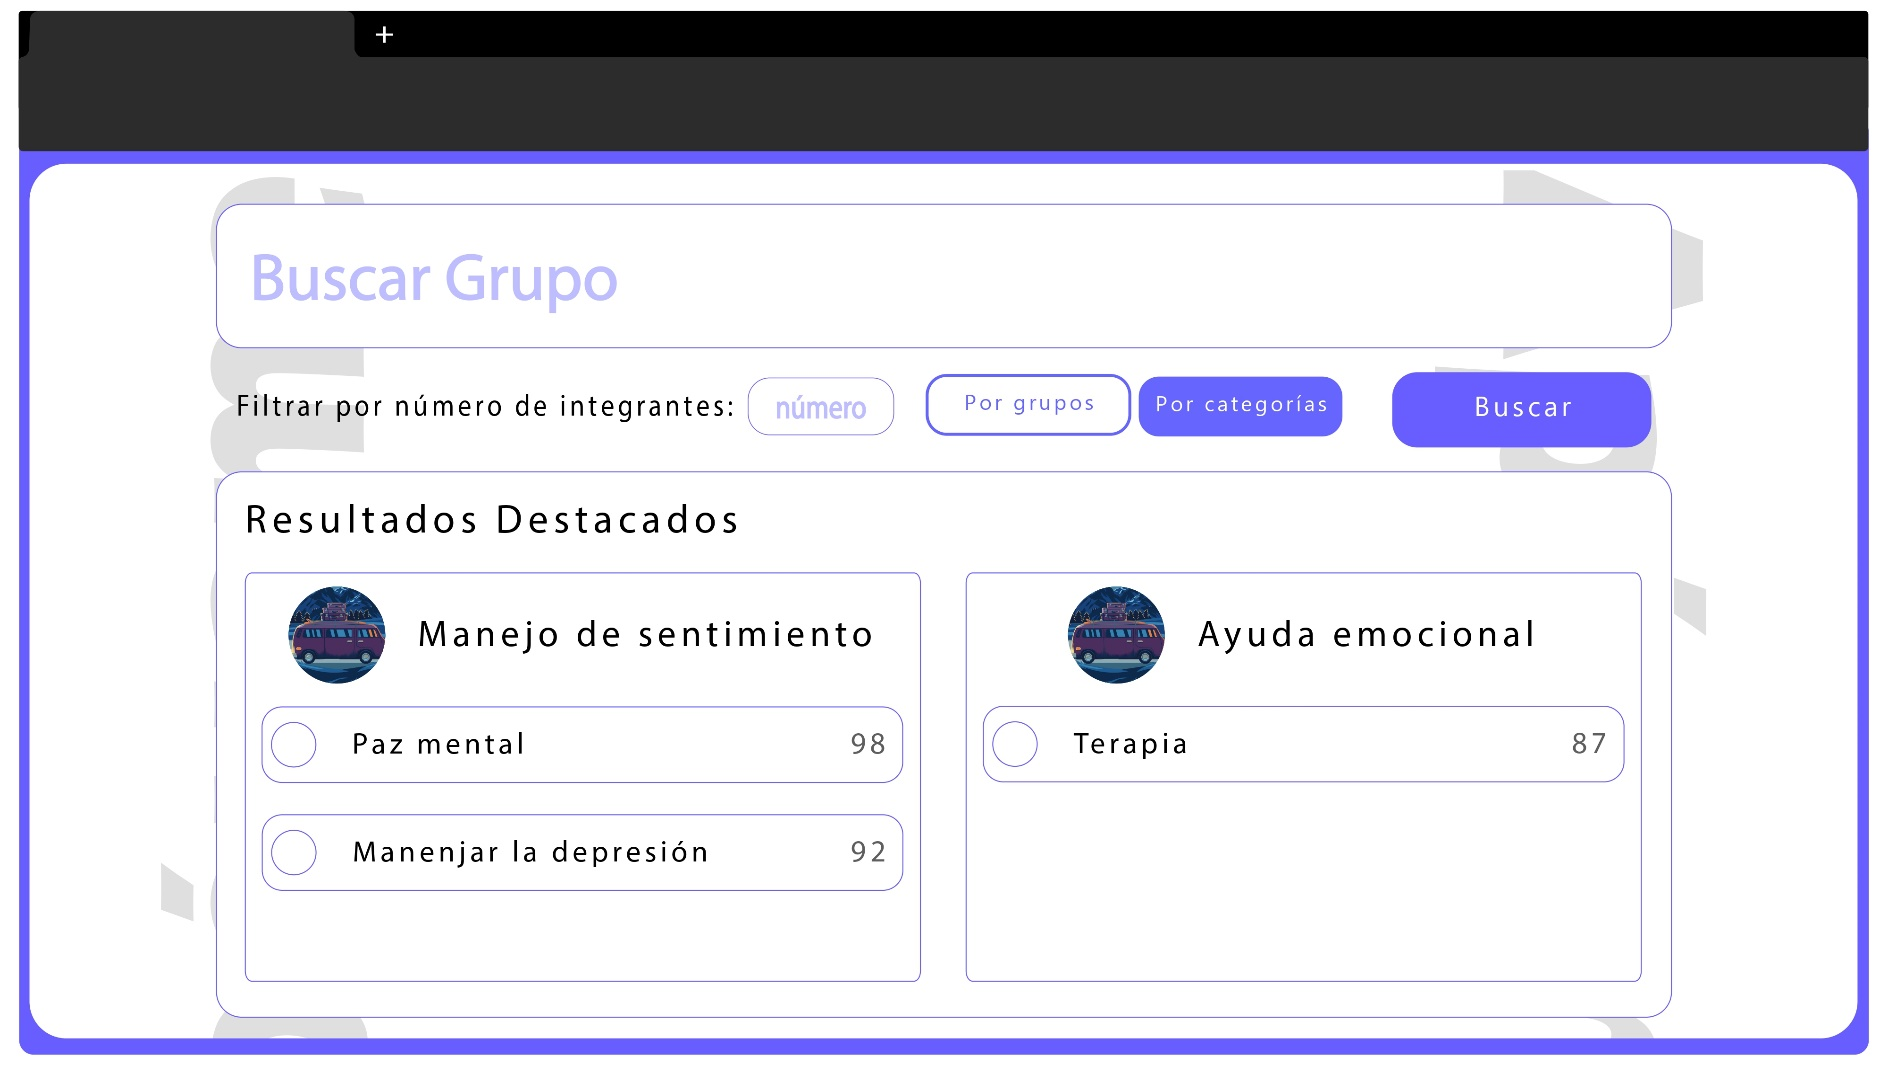 +
Buscar Grupo
Filtrar por número de integrantes: número Por grupos Por categorías Buscar
Resultados Destacados
Manejo de sentimiento
Paz mental 98
Manenjar la depresión 92
Ayuda emocional
Terapia 87